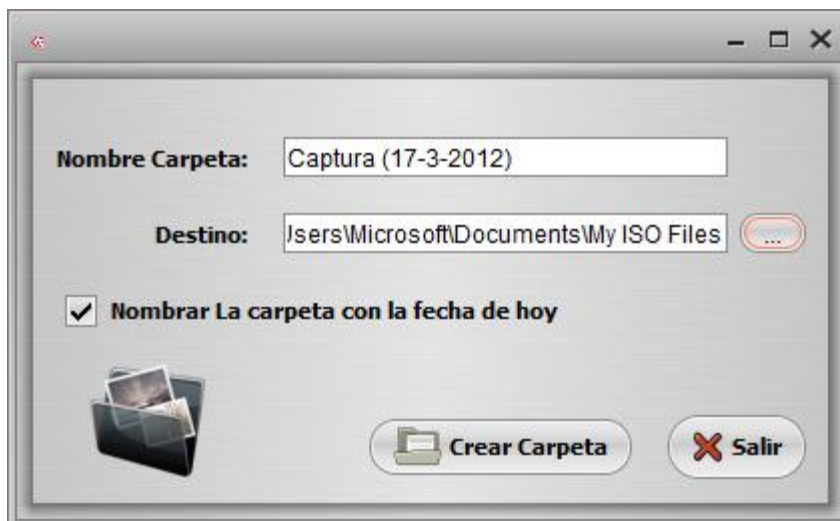 Nombre Carpeta: Captura (17-3-2012)
Destino: Users\Microsoft\Documents\My ISO Files ...
Nombrar La carpeta con la fecha de hoy
Crear Carpeta Salir